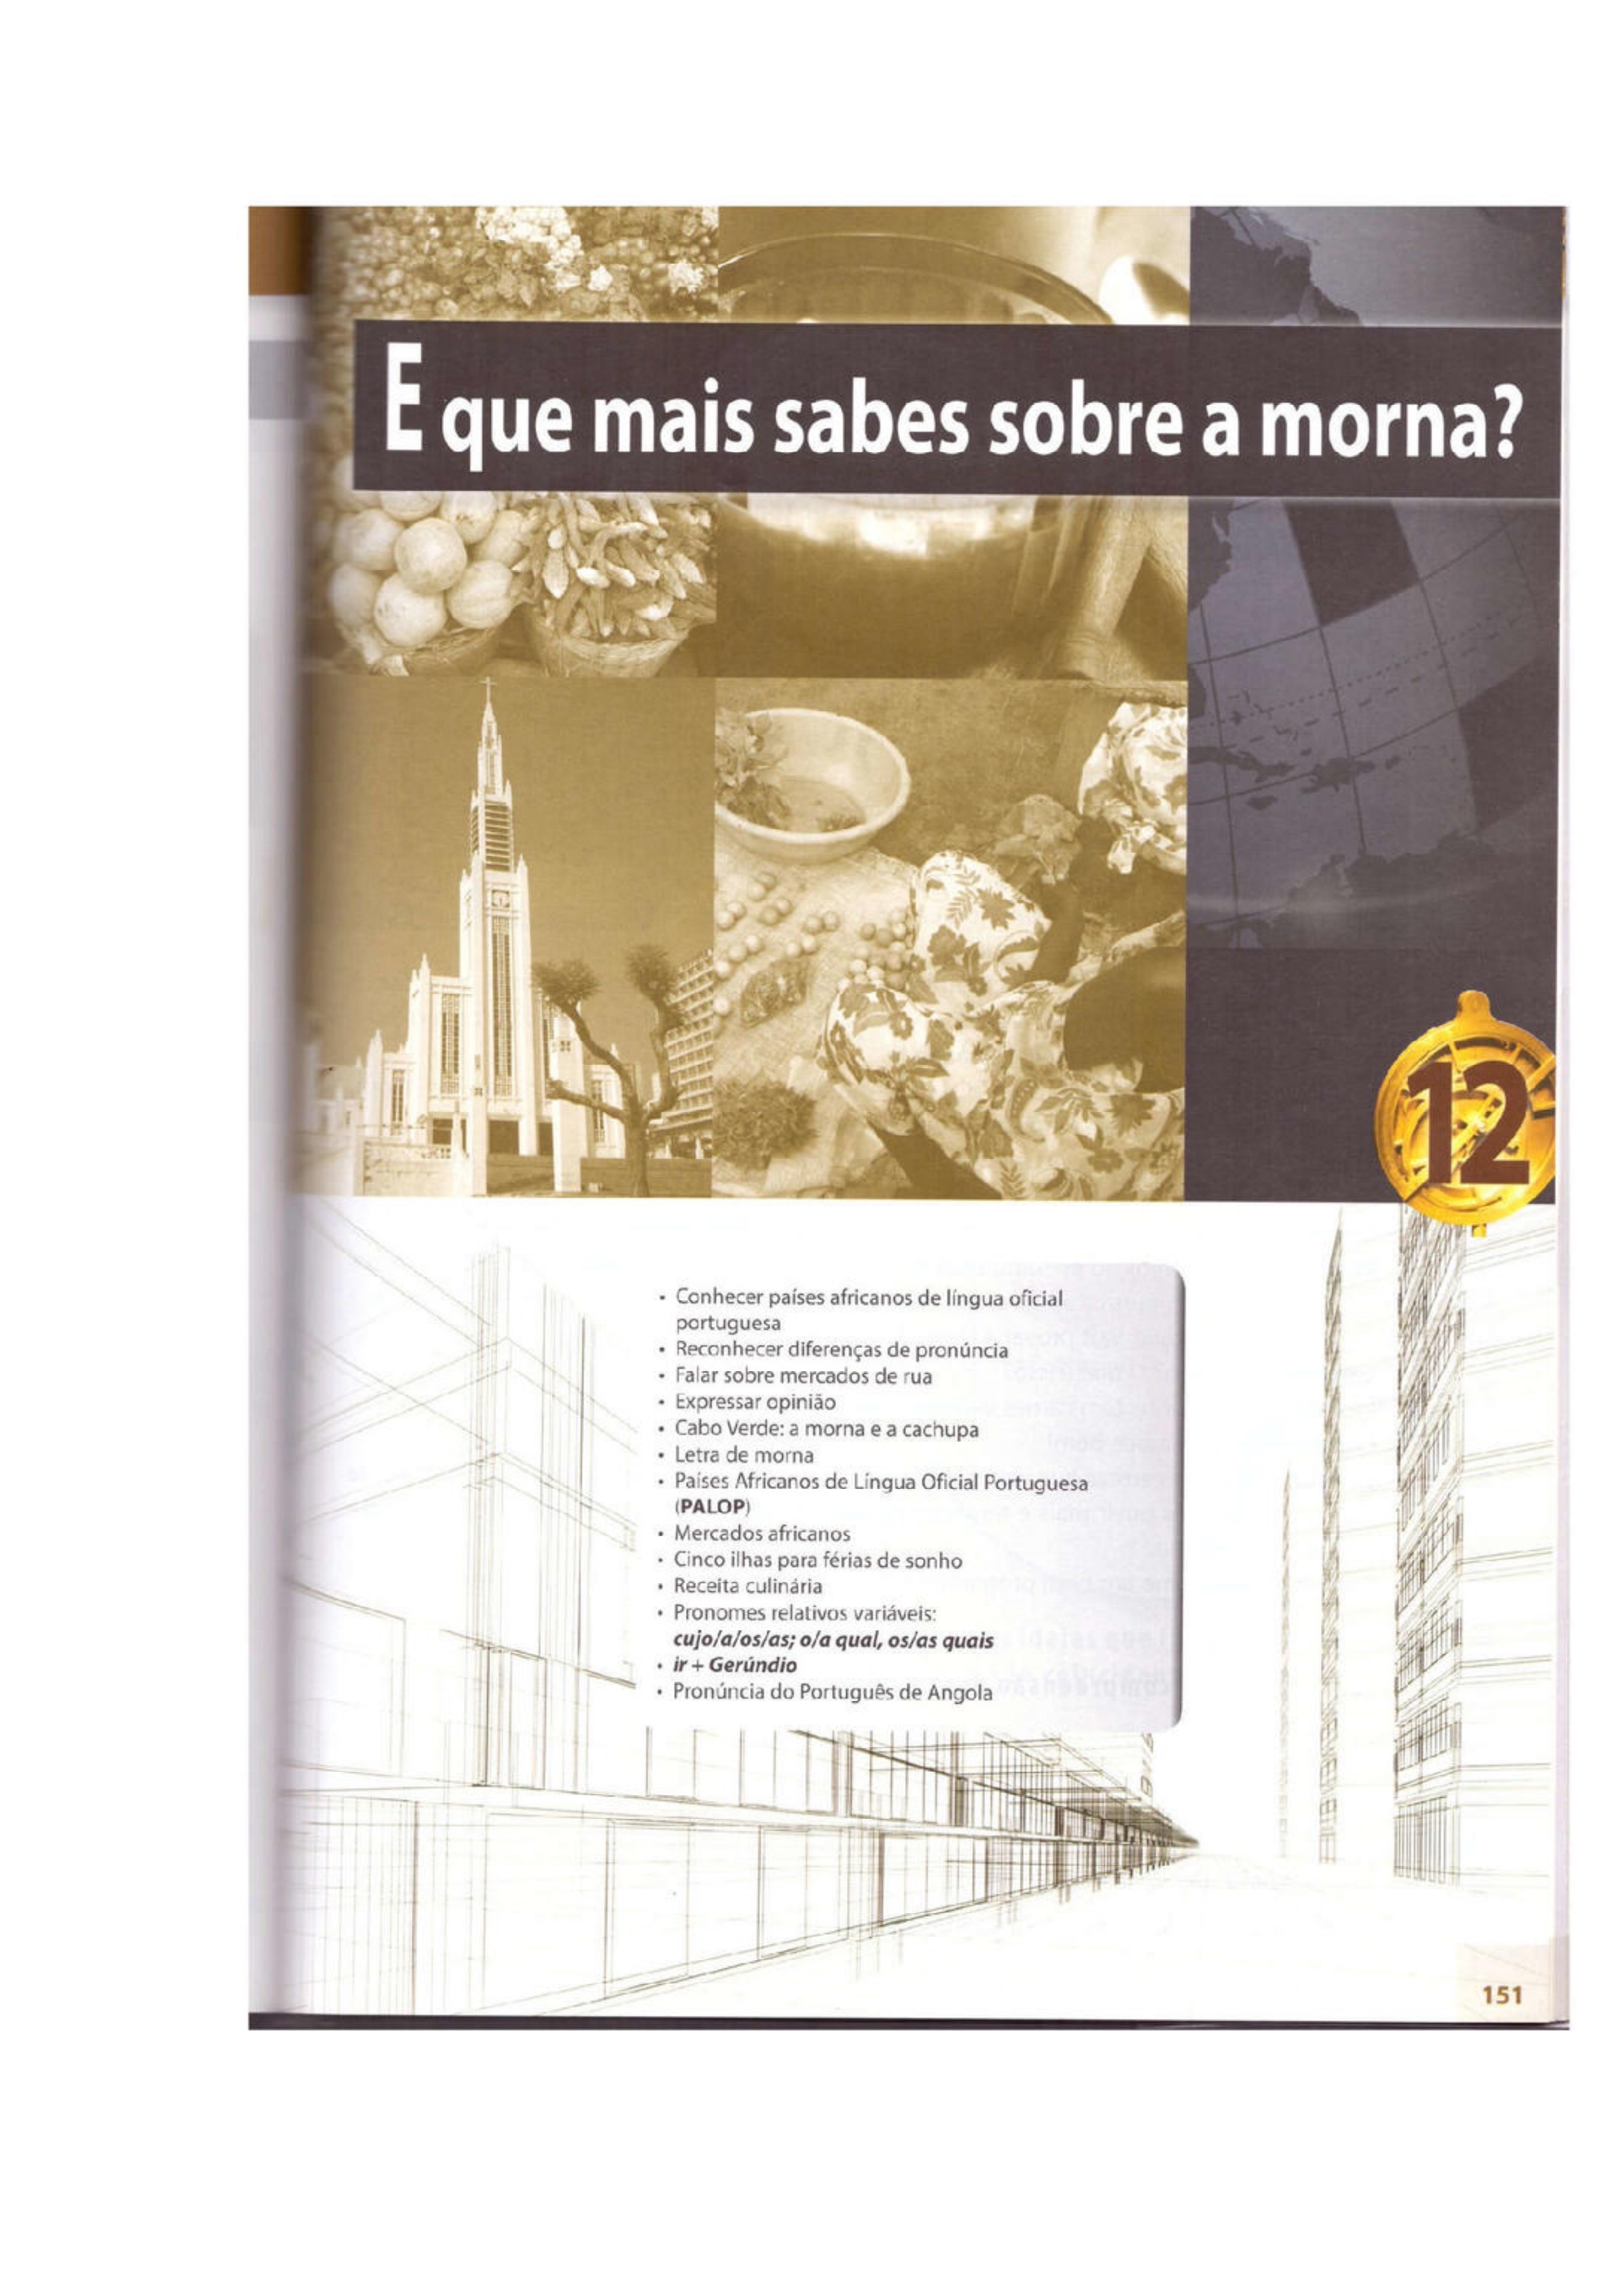 E que mais sabes sobre a morna?
12
• Conhecer países africanos de língua oficial
portuguesa
• Reconhecer diferenças de pronúncia
• Falar sobre mercados de rua
• Expressar opinião
• Cabo Verde: a morna e a cachupa
• Letra de morna
• Países Africanos de Língua Oficial Portuguesa
(PALOP)
• Mercados africanos
• Cinco ilhas para férias de sonho
• Receita culinária
• Pronomes relativos variáveis:
cujo/a/os/as; o/a qual, os/as quais
• ir + Gerúndio
• Pronúncia do Português de Angola
151